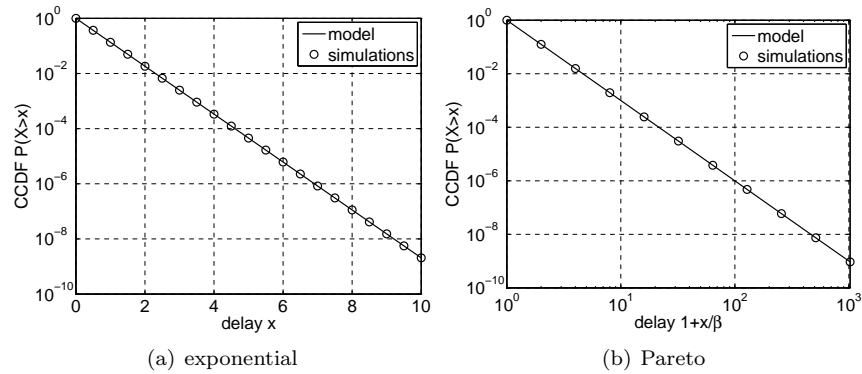 10^0
10^-2
10^-4
10^-6
10^-8
10^-10
CCDF P(X>x)
model
simulations
0 2 4 6 8 10
delay x
(a) exponential
10^0
10^-2
10^-4
10^-6
10^-8
10^-10
CCDF P(X>x)
model
simulations
10^0 10^1 10^2 10^3
delay 1+x/β
(b) Pareto